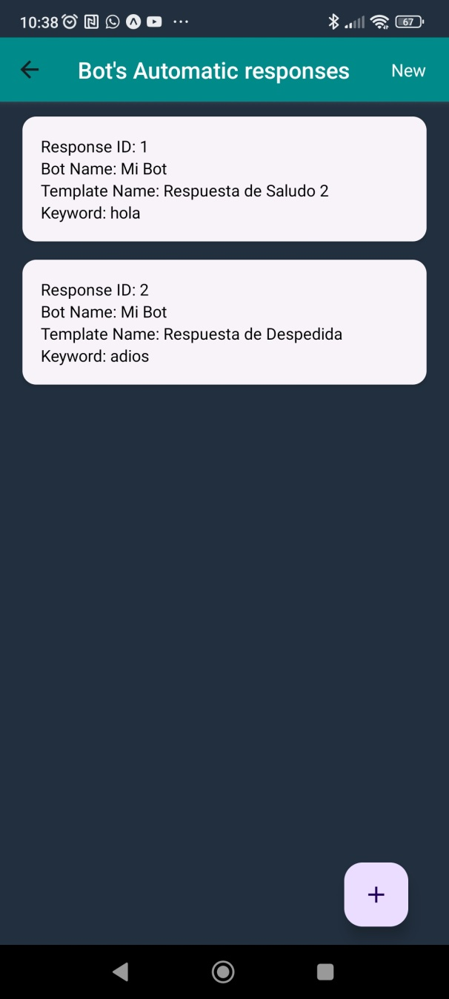 10:38
67
Bot's Automatic responses
New
Response ID: 1
Bot Name: Mi Bot
Template Name: Respuesta de Saludo 2
Keyword: hola
Response ID: 2
Bot Name: Mi Bot
Template Name: Respuesta de Despedida
Keyword: adios
+